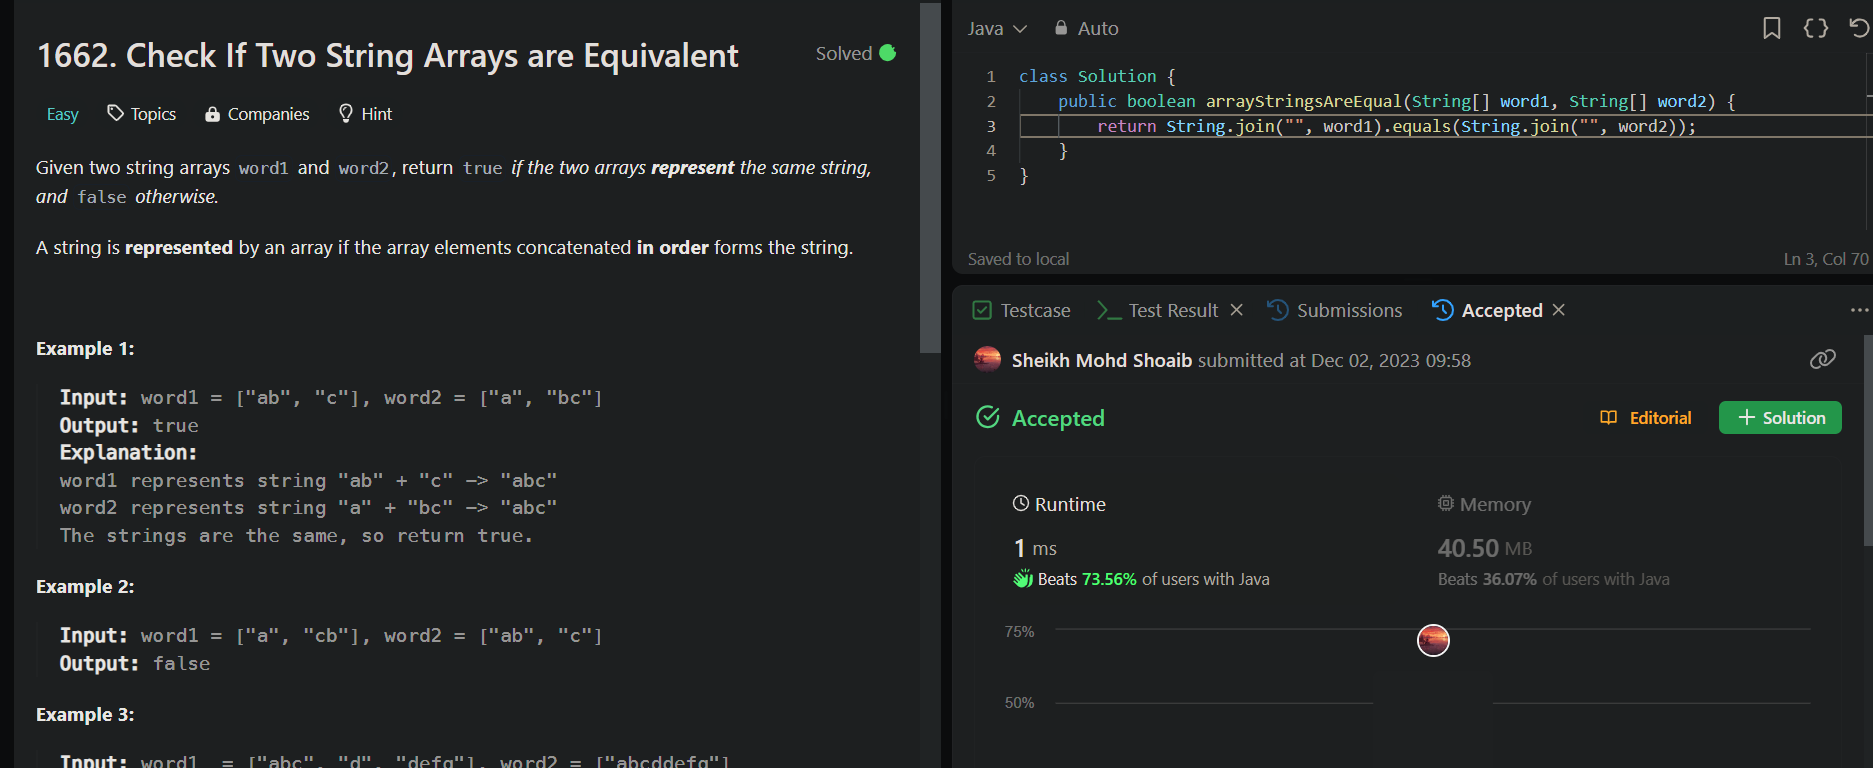 1662. Check If Two String Arrays are Equivalent
Solved
Easy Topics Companies Hint
Given two string arrays word1 and word2, return true if the two arrays represent the same string,
and false otherwise.
A string is represented by an array if the array elements concatenated in order forms the string.
Example 1:
Input: word1 = ["ab", "c"], word2 = ["a", "bc"]
Output: true
Explanation:
word1 represents string "ab" + "c" -> "abc"
word2 represents string "a" + "bc" -> "abc"
The strings are the same, so return true.
Example 2:
Input: word1 = ["a", "cb"], word2 = ["ab", "c"]
Output: false
Example 3:
Input: word1  = ["abc", "d", "defg"], word2 = ["abcddefg"]
Java Auto
1 class Solution {
2     public boolean arrayStringsAreEqual(String[] word1, String[] word2) {
3         return String.join("", word1).equals(String.join("", word2));
4     }
5 }
Saved to local
Ln 3, Col 70
Testcase Test Result Submissions Accepted
Sheikh Mohd Shoaib submitted at Dec 02, 2023 09:58
Accepted
Editorial
+ Solution
Runtime
1 ms
Beats 73.56% of users with Java
Memory
40.50 MB
Beats 36.07% of users with Java
75%
50%